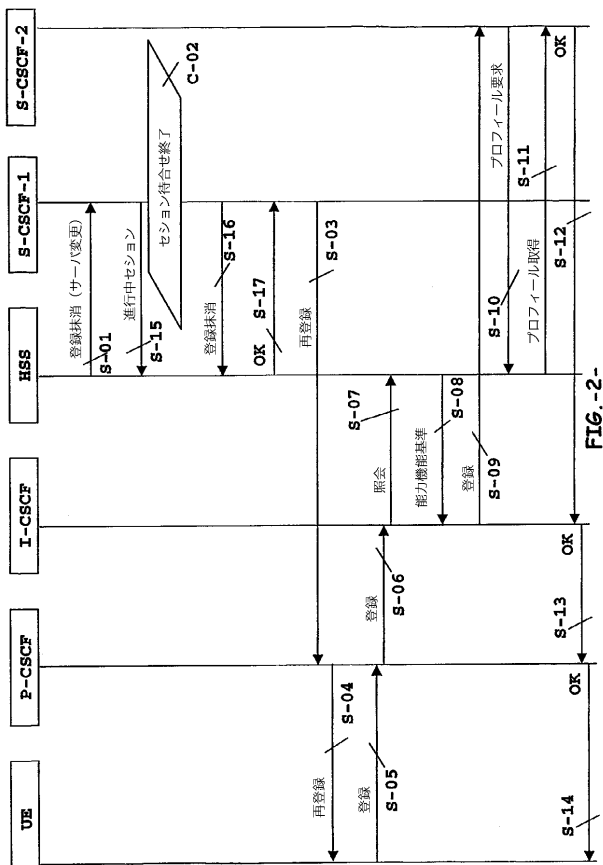 UE
P-CSCF
I-CSCF
HSS
S-CSCF-1
S-CSCF-2
登録抹消 (サーバ変更)
S-01
進行中セション
S-15
セション待合せ終了
C-02
登録抹消
S-16
OK
S-17
再登録
S-03
再登録
S-04
登録
S-05
登録
S-06
照会
S-07
能力機能基準
S-08
登録
S-09
プロフィール要求
S-10
プロフィール取得
S-11
OK
S-12
OK
S-13
OK
S-14
FIG.-2-